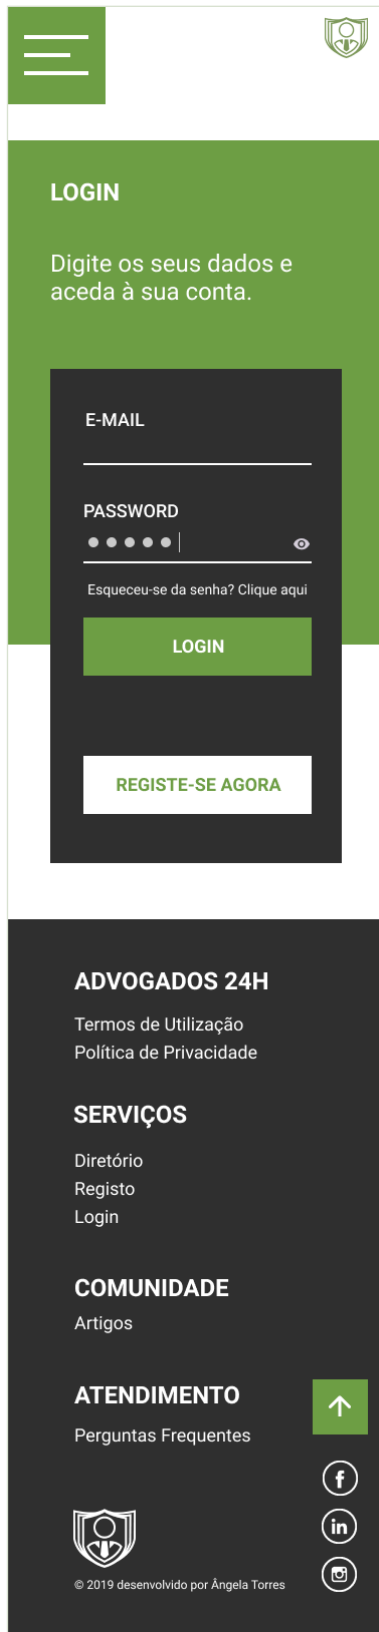 LOGIN
Digite os seus dados e
aceda à sua conta.
E-MAIL
PASSWORD
Esqueceu-se da senha? Clique aqui
LOGIN
REGISTE-SE AGORA
ADVOGADOS 24H
Termos de Utilização
Política de Privacidade
SERVIÇOS
Diretório
Registo
Login
COMUNIDADE
Artigos
ATENDIMENTO
Perguntas Frequentes
f
in
© 2019 desenvolvido por Ângela Torres